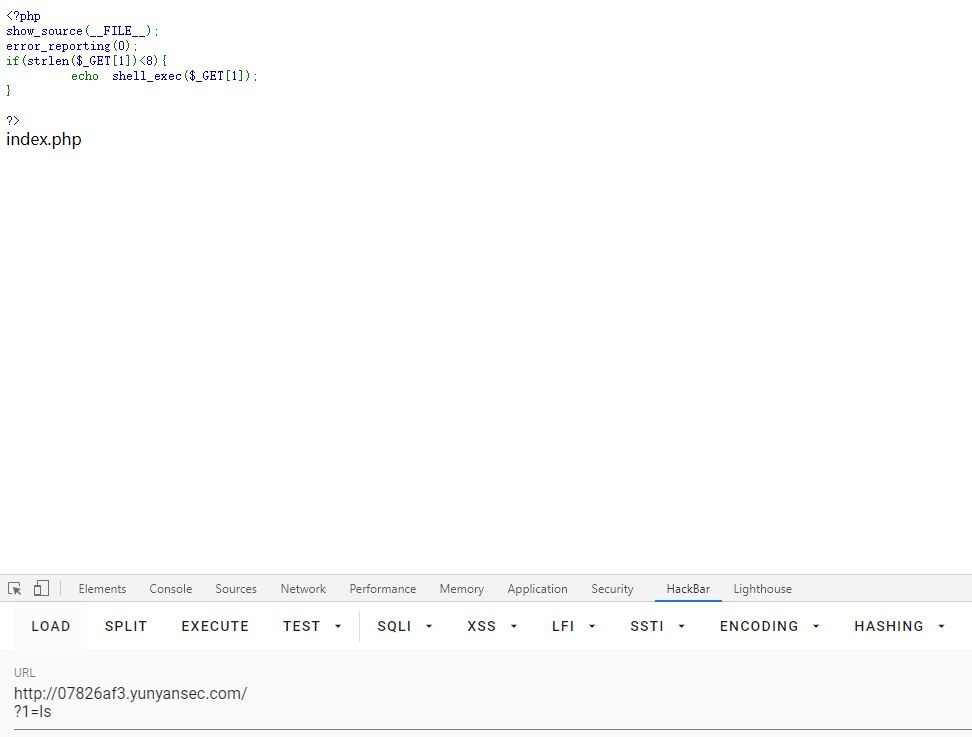 <?php
show_source(__FILE__);
error_reporting(0);
if(strlen($_GET[1])<8){
echo shell_exec($_GET[1]);
}
?>
index.php
Elements Console Sources Network Performance Memory Application Security HackBar Lighthouse
LOAD SPLIT EXECUTE TEST SQLI XSS LFI SSTI ENCODING HASHING
URL
http://07826af3.yunyansec.com/
?1=ls